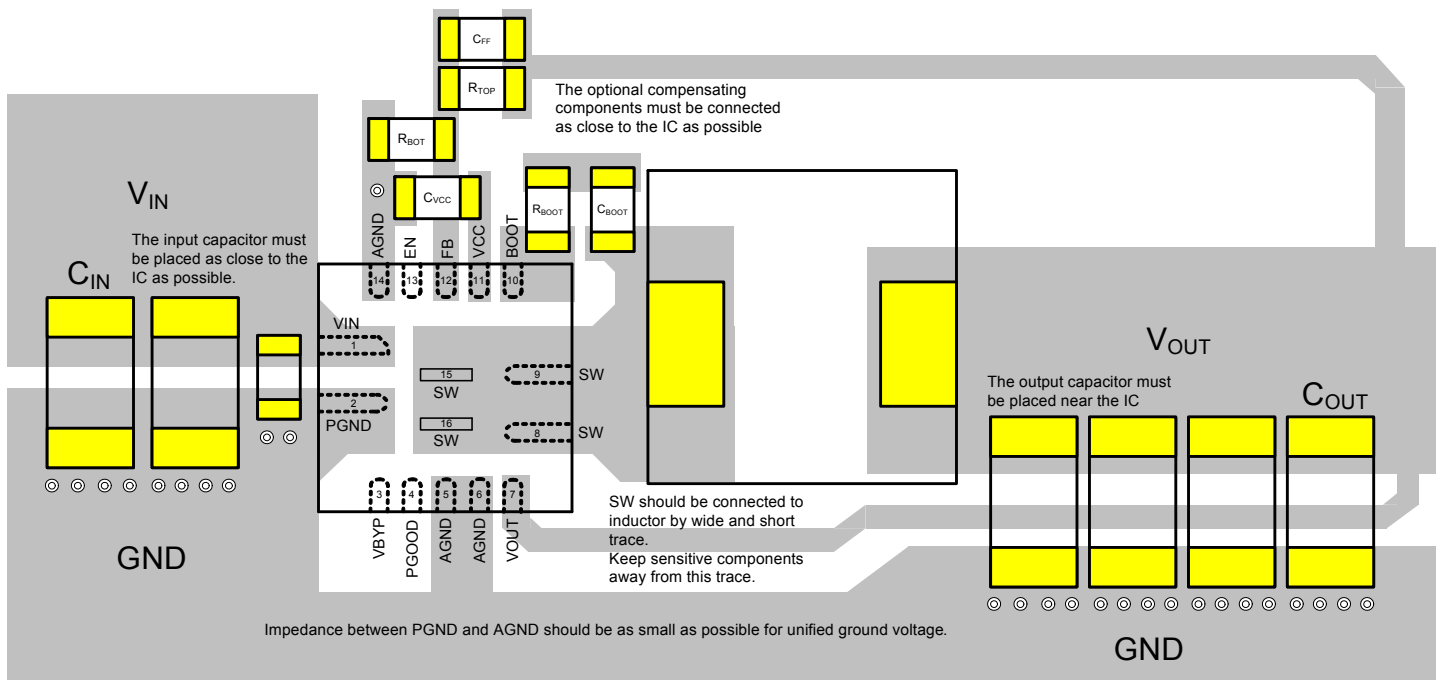 CFF
RTOP
The optional compensating
components must be connected
as close to the IC as possible
RBOT
VIN
CVCC
RBOOT
CBOOT
The input capacitor must
be placed as close to the
IC as possible.
CIN
AGND
EN
FB
VCC
BOOT
14
13
12
11
10
VIN
1
VOUT
15
SW
9
SW
The output capacitor must
be placed near the IC
COUT
2
PGND
16
SW
8
SW
3
4
5
6
7
VBYP
PGOOD
AGND
AGND
VOUT
SW should be connected to
inductor by wide and short
trace.
Keep sensitive components
away from this trace.
GND
Impedance between PGND and AGND should be as small as possible for unified ground voltage.
GND